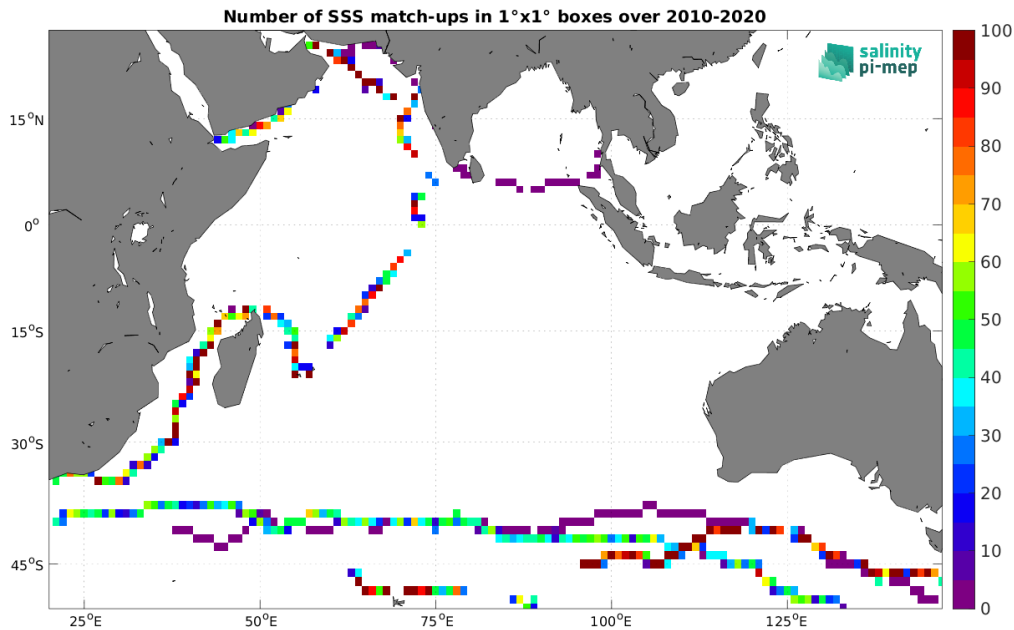 Number of SSS match-ups in 1°x1° boxes over 2010-2020
salinity
pi-mep
100
90
80
70
60
50
40
30
20
10
0
15°N
0°
15°S
30°S
45°S
25°E
50°E
75°E
100°E
125°E